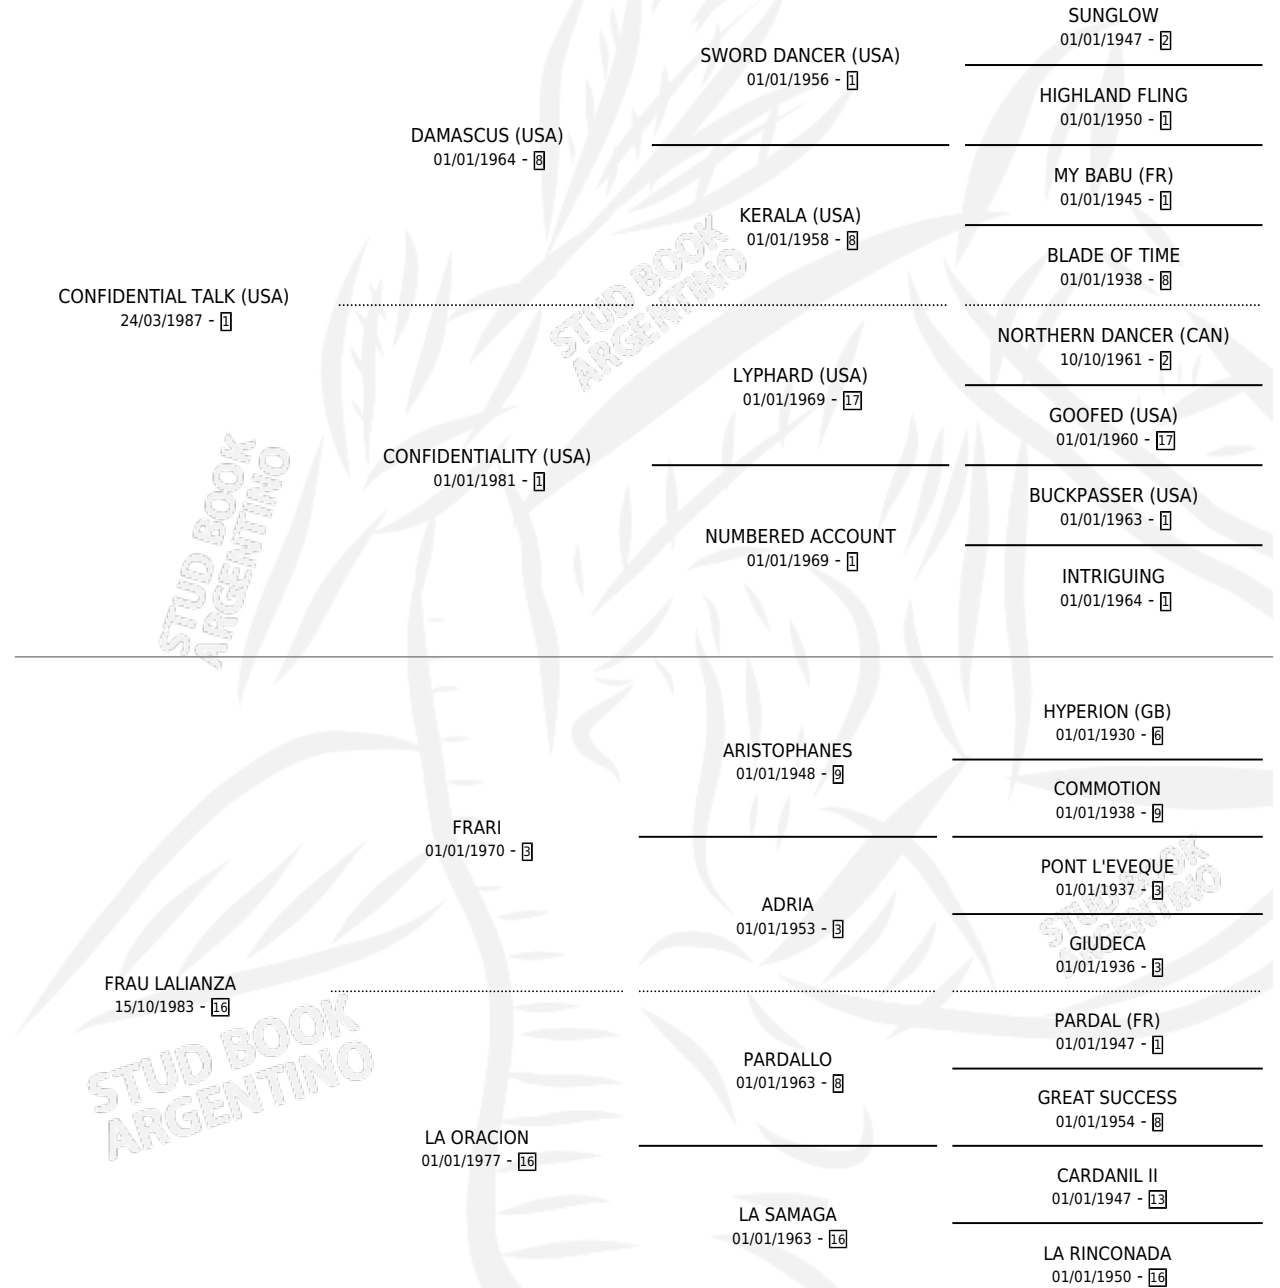 SUNGLOW
01/01/1947 - 2
SWORD DANCER (USA)
01/01/1956 - 1
HIGHLAND FLING
01/01/1950 - 1
DAMASCUS (USA)
01/01/1964 - 8
MY BABU (FR)
01/01/1945 - 1
KERALA (USA)
01/01/1958 - 8
BLADE OF TIME
01/01/1938 - 8
CONFIDENTIAL TALK (USA)
24/03/1987 - 1
NORTHERN DANCER (CAN)
10/10/1961 - 2
LYPHARD (USA)
01/01/1969 - 17
GOOFED (USA)
01/01/1960 - 17
CONFIDENTIALITY (USA)
01/01/1981 - 1
BUCKPASSER (USA)
01/01/1963 - 1
NUMBERED ACCOUNT
01/01/1969 - 1
INTRIGUING
01/01/1964 - 1
HYPERION (GB)
01/01/1930 - 6
ARISTOPHANES
01/01/1948 - 9
COMMOTION
01/01/1938 - 9
FRARI
01/01/1970 - 3
PONT L'EVEQUE
01/01/1937 - 3
ADRIA
01/01/1953 - 3
GIUDECA
01/01/1936 - 3
FRAU LALIANZA
15/10/1983 - 16
PARDAL (FR)
01/01/1947 - 1
PARDALLO
01/01/1963 - 8
GREAT SUCCESS
01/01/1954 - 8
LA ORACION
01/01/1977 - 16
CARDANIL II
01/01/1947 - 13
LA SAMAGA
01/01/1963 - 16
LA RINCONADA
01/01/1950 - 16
STUD BOOK
ARGENTINO
STUD BOOK
ARGENTINO
STUD BOOK
ARGENTINO
STUD BOOK
ARGENTINO